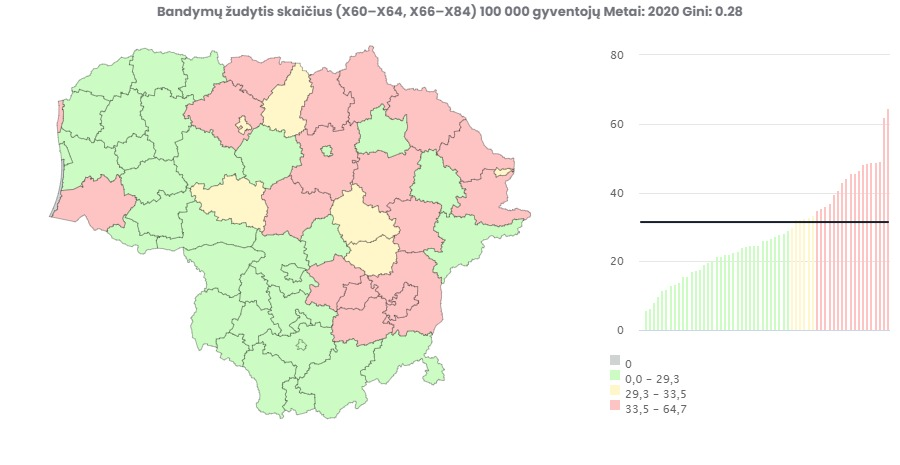 Bandymų žudytis skaičius (X60–X64, X66–X84) 100 000 gyventojų Metai: 2020 Gini: 0.28
80
60
40
20
0
0
0,0 – 29,3
29,3 – 33,5
33,5 – 64,7